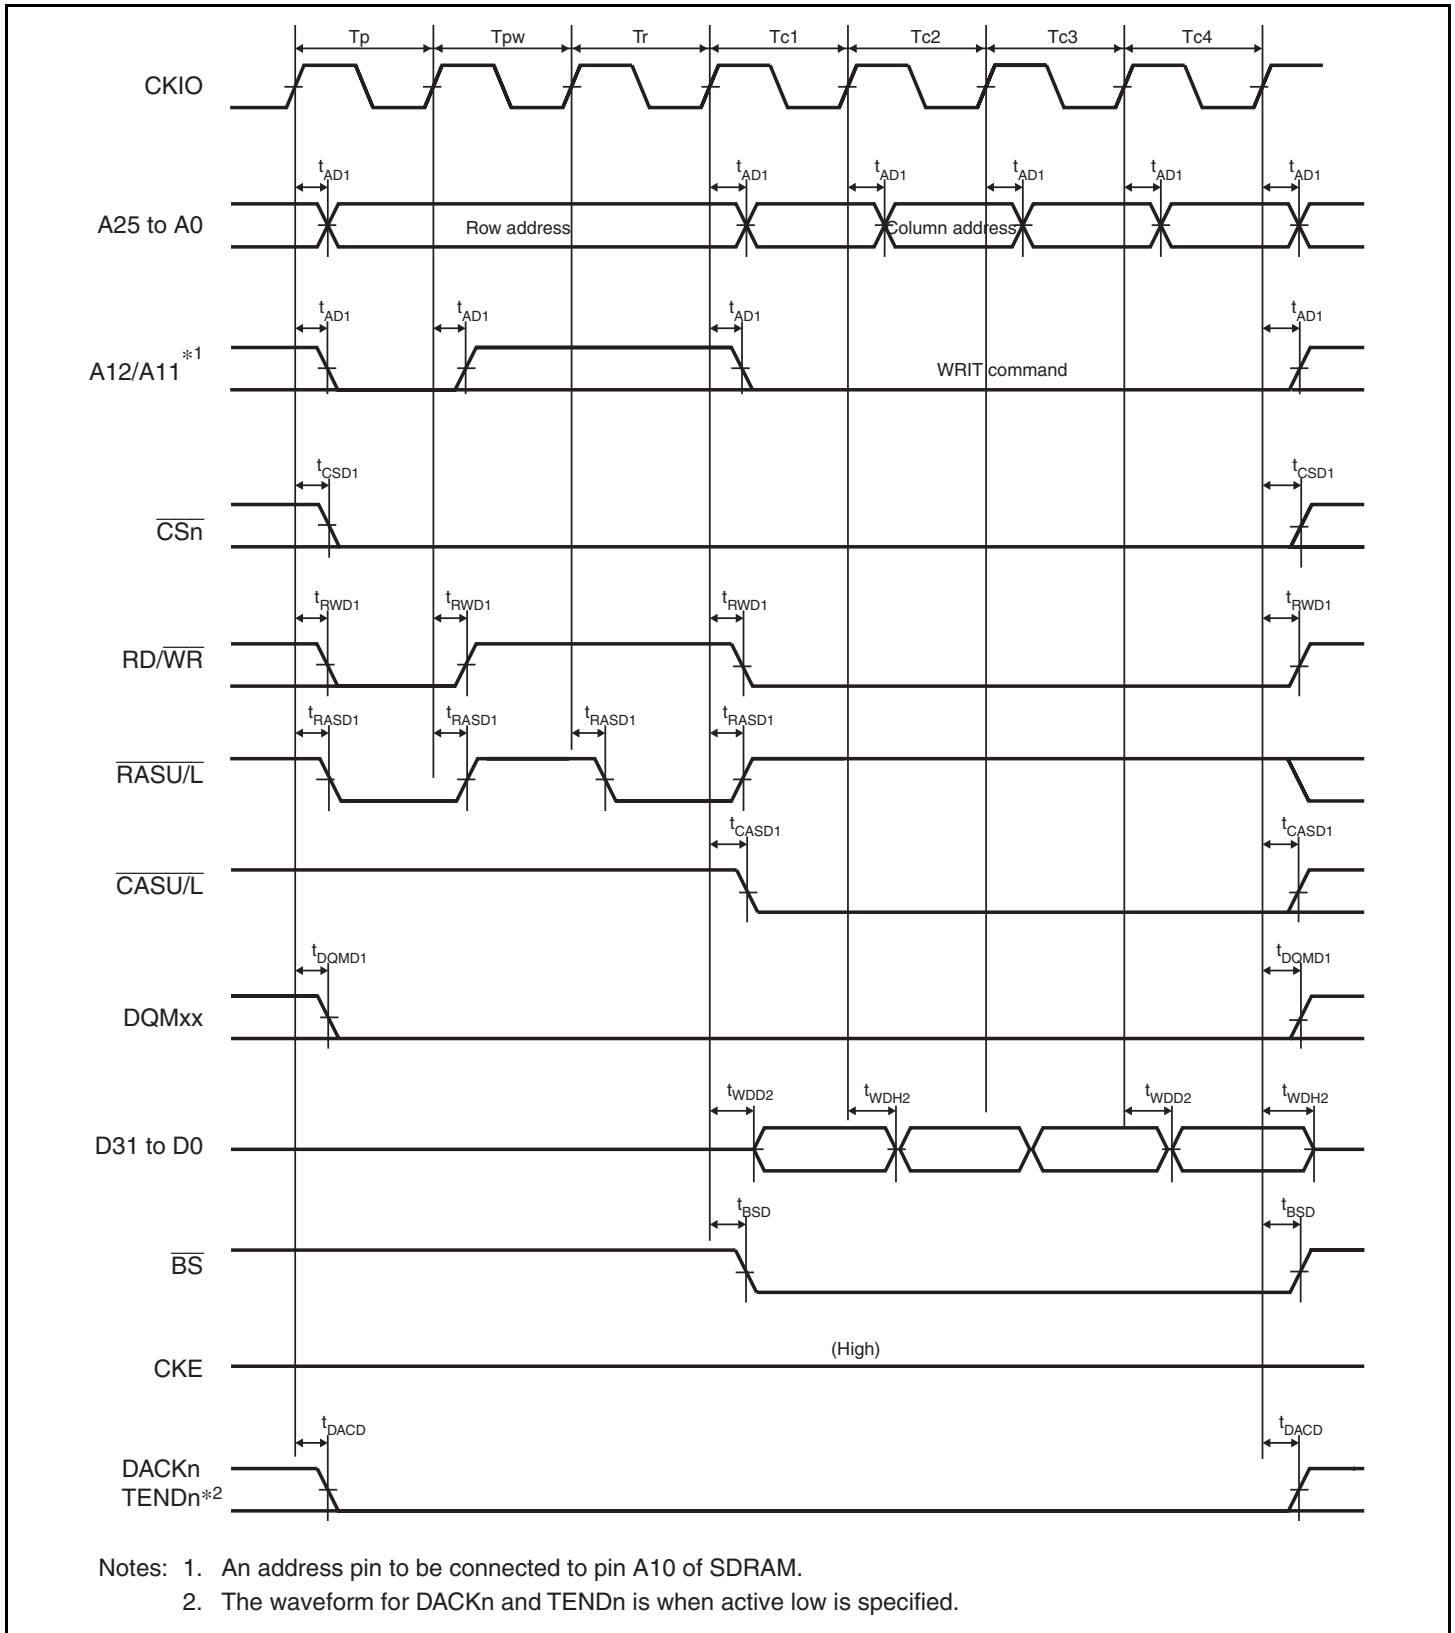 Tp Tpw Tr Tc1 Tc2 Tc3 Tc4
CKIO
tAD1 tAD1 tAD1 tAD1 tAD1 tAD1
A25 to A0 Row address Column address
tAD1 tAD1 tAD1 tAD1
A12/A11*1 WRIT command
tCSD1 tCSD1
CSn
tRWD1 tRWD1 tRWD1 tRWD1
RD/WR
tRASD1 tRASD1 tRASD1 tRASD1
RASU/L
tCASD1 tCASD1
CASU/L
tDQMD1 tDQMD1
DQMxx
tWDD2 tWDH2 tWDD2 tWDH2
D31 to D0
tBSD tBSD
BS
(High)
CKE
tDACD tDACD
DACKn
TENDn*2
Notes: 1. An address pin to be connected to pin A10 of SDRAM.
2. The waveform for DACKn and TENDn is when active low is specified.